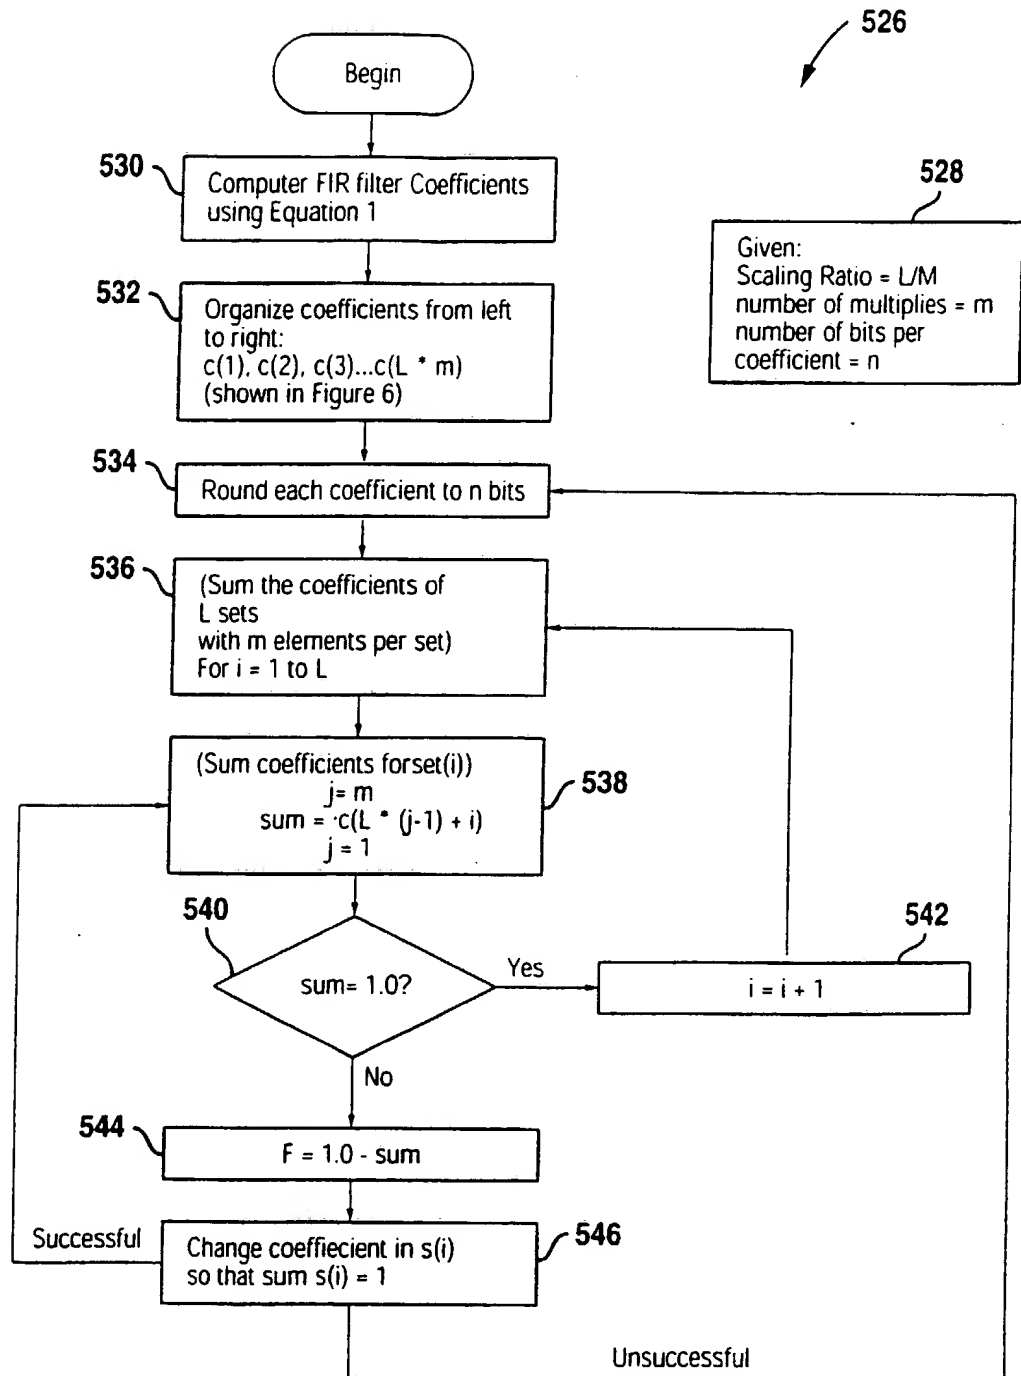 526
Begin
530
Computer FIR filter Coefficients
using Equation 1
528
Given:
Scaling Ratio = L/M
number of multiplies = m
number of bits per
coefficient = n
532
Organize coefficients from left
to right:
c(1), c(2), c(3)...c(L * m)
(shown in Figure 6)
534
Round each coefficient to n bits
536
(Sum the coefficients of
L sets
with m elements per set)
For i = 1 to L
(Sum coefficients forset(i))
j= m
sum = ·c(L * (j-1) + i)
j = 1
538
540
sum= 1.0?
Yes
542
i = i + 1
No
544
F = 1.0 - sum
Successful
Change coeffiecient in s(i)
so that sum s(i) = 1
546
Unsuccessful